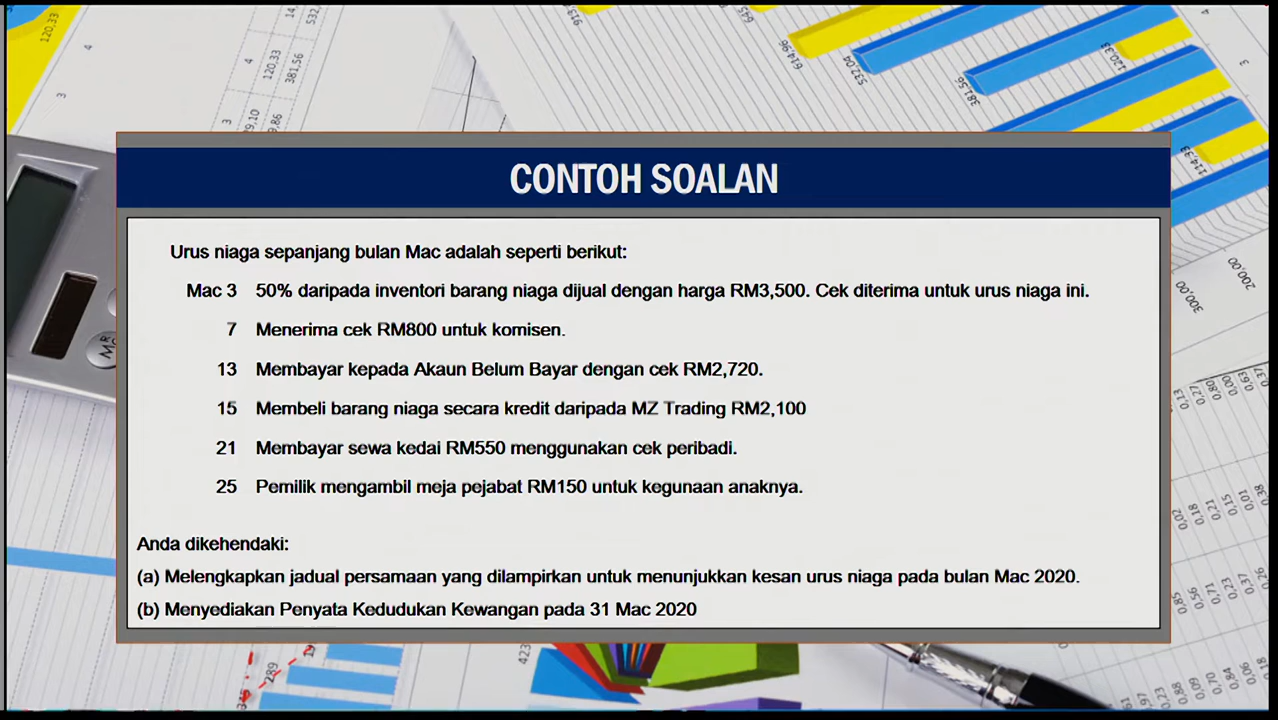 CONTOH SOALAN
Urus niaga sepanjang bulan Mac adalah seperti berikut:
Mac 3 50% daripada inventori barang niaga dijual dengan harga RM3,500. Cek diterima untuk urus niaga ini.
7 Menerima cek RM800 untuk komisen.
13 Membayar kepada Akaun Belum Bayar dengan cek RM2,720.
15 Membeli barang niaga secara kredit daripada MZ Trading RM2,100
21 Membayar sewa kedai RM550 menggunakan cek peribadi.
25 Pemilik mengambil meja pejabat RM150 untuk kegunaan anaknya.
Anda dikehendaki:
(a) Melengkapkan jadual persamaan yang dilampirkan untuk menunjukkan kesan urus niaga pada bulan Mac 2020.
(b) Menyediakan Penyata Kedudukan Kewangan pada 31 Mac 2020